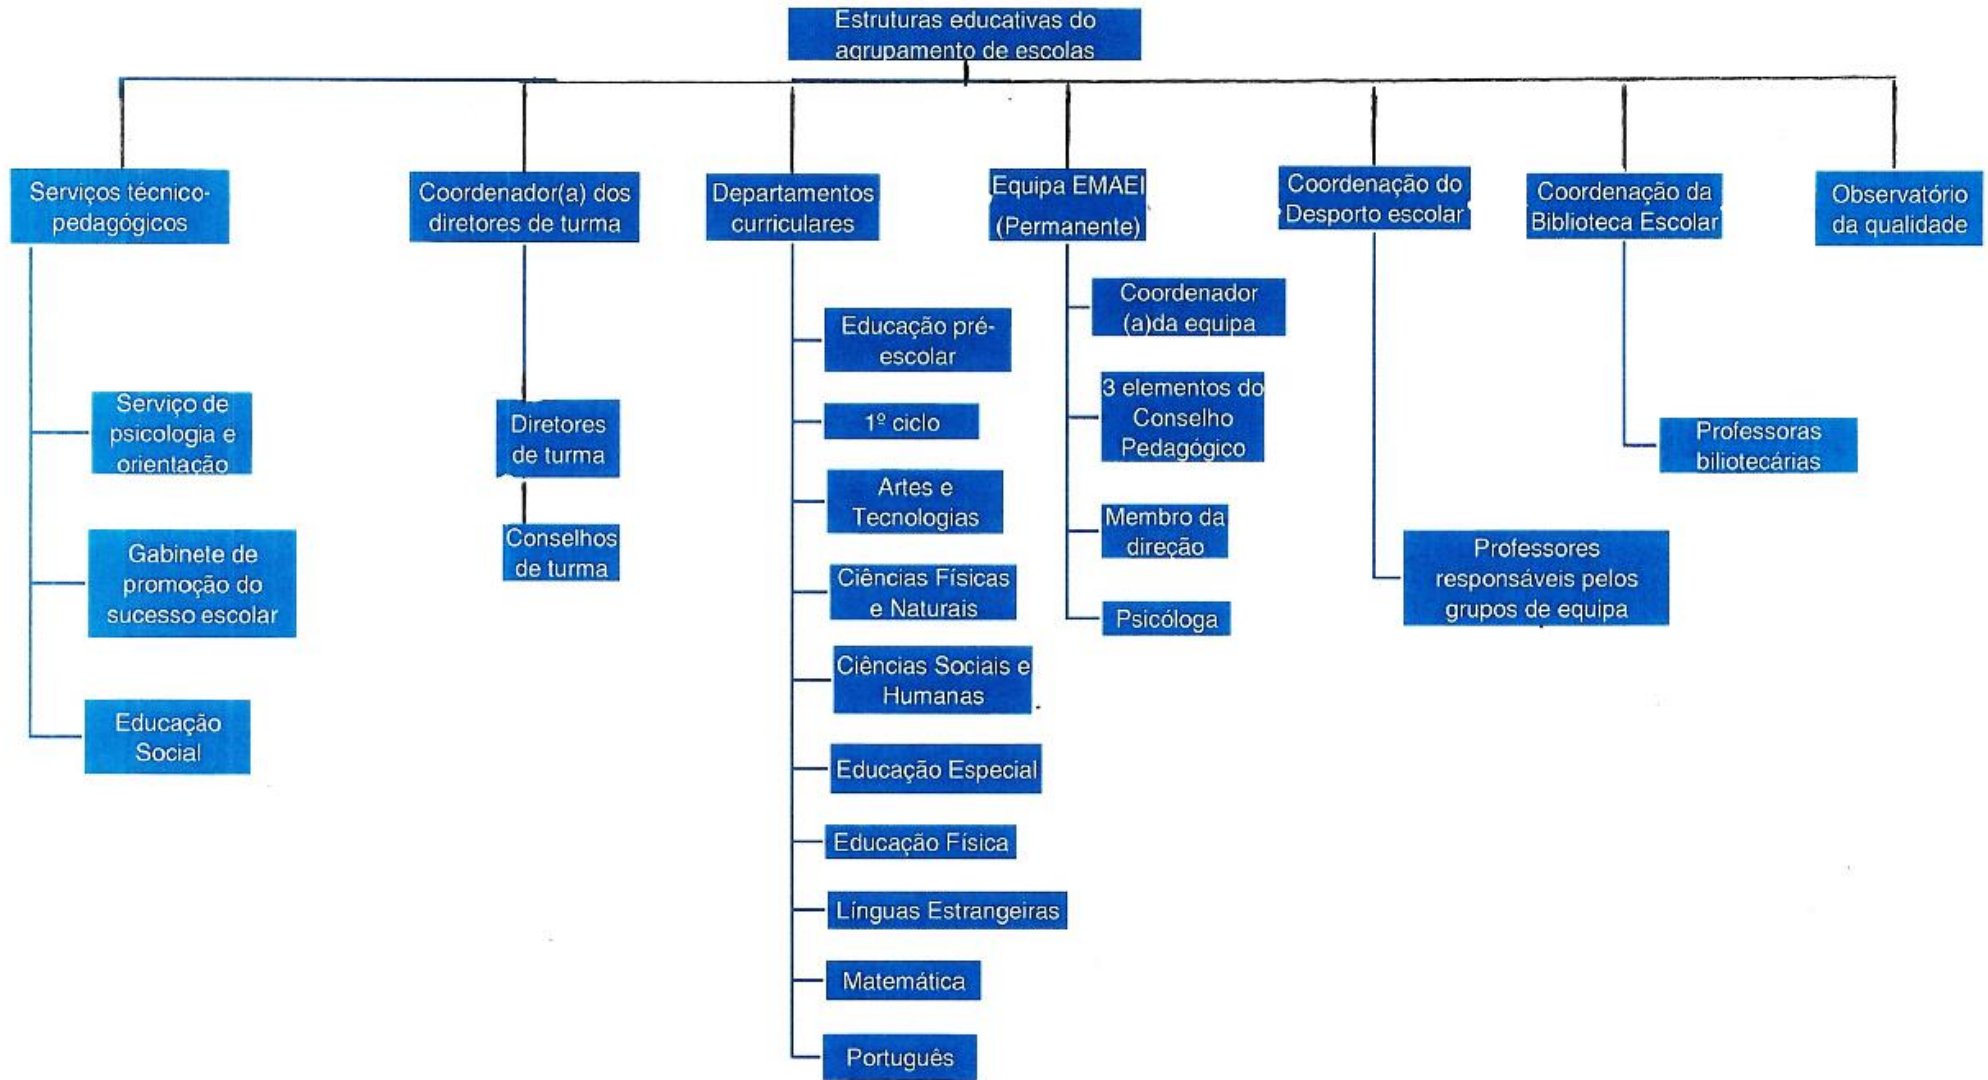 Estruturas educativas do
agrupamento de escolas
Serviços técnico-
pedagógicos
Serviço de
psicologia e
orientação
Gabinete de
promoção do
sucesso escolar
Educação
Social
Coordenador(a) dos
diretores de turma
Diretores
de turma
Conselhos
de turma
Departamentos
curriculares
Educação pré-
escolar
1º ciclo
Artes e
Tecnologias
Ciências Físicas
e Naturais
Ciências Sociais e
Humanas
Educação Especial
Educação Física
Línguas Estrangeiras
Matemática
Português
Equipa EMAEI
(Permanente)
Coordenador
(a)da equipa
3 elementos do
Conselho
Pedagógico
Membro da
direção
Psicóloga
Coordenação do
Desporto escolar
Professores
responsáveis pelos
grupos de equipa
Coordenação da
Biblioteca Escolar
Professoras
biliotecárias
Observatório
da qualidade